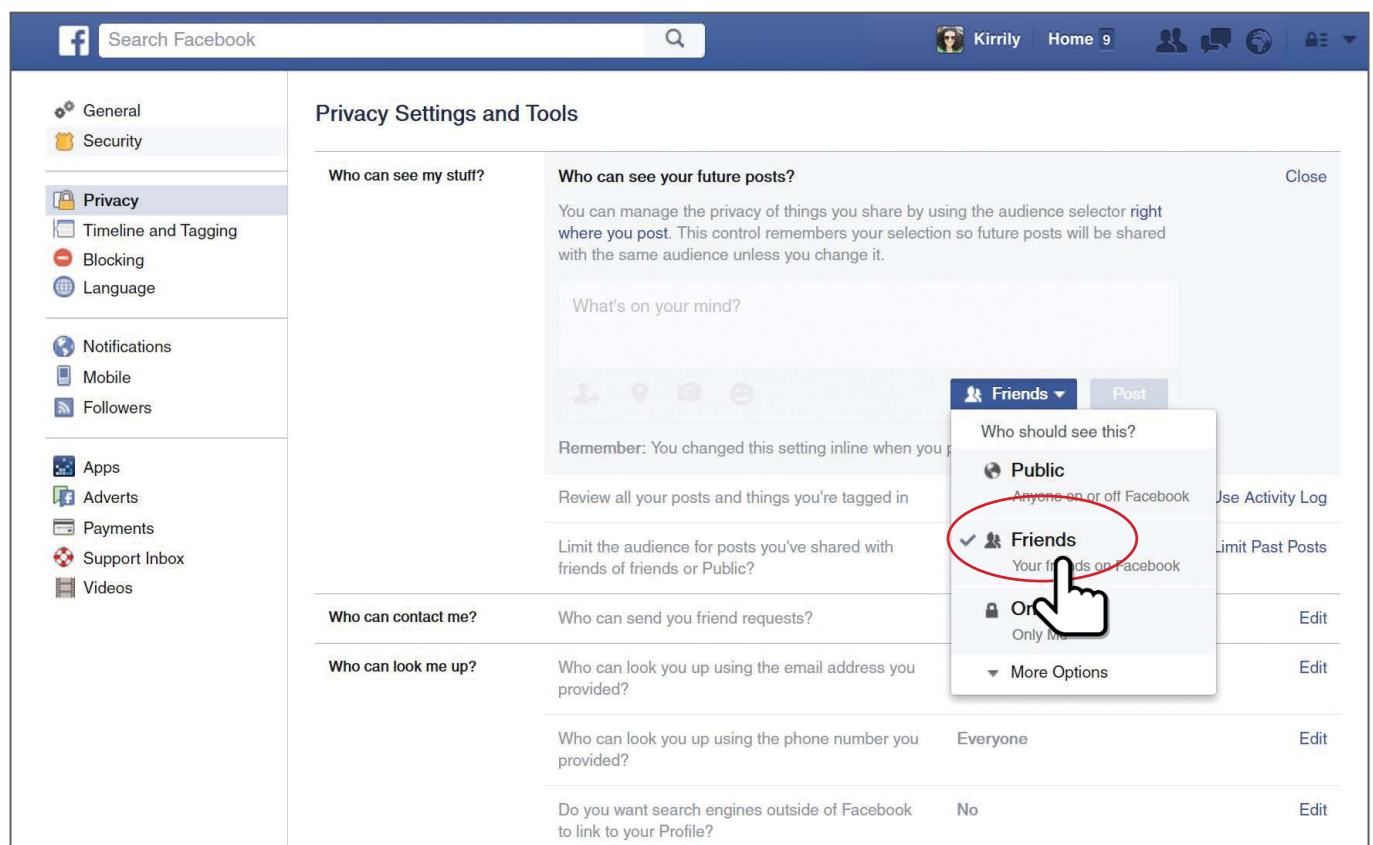 f
Search Facebook
Kirrily
Home 9
General
Security
Privacy
Timeline and Tagging
Blocking
Language
Notifications
Mobile
Followers
Apps
Adverts
Payments
Support Inbox
Videos
Privacy Settings and Tools
Who can see my stuff?
Who can see your future posts?
Close
You can manage the privacy of things you share by using the audience selector right
where you post. This control remembers your selection so future posts will be shared
with the same audience unless you change it.
What's on your mind?
Friends
Post
Remember: You changed this setting inline when you
Who should see this?
Public
Anyone on or off Facebook
Friends
Your friends on Facebook
Only Me
More Options
Review all your posts and things you're tagged in
Use Activity Log
Limit the audience for posts you've shared with
friends of friends or Public?
Limit Past Posts
Who can contact me?
Who can send you friend requests?
Edit
Who can look me up?
Who can look you up using the email address you
provided?
Edit
Who can look you up using the phone number you
provided?
Everyone
Edit
Do you want search engines outside of Facebook
to link to your Profile?
No
Edit